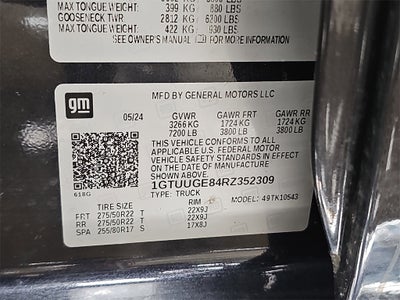 MAX TONGUE WEIGHT: 399 KG 880 LBS
GOOSENECK TWR 2812 KG 6200 LBS
MAX TONGUE WEIGHT: 422 KG 930 LBS
SEE OWNER'S MANUAL FOR MORE INFORMATION
gm
MFD BY GENERAL MOTORS LLC
05/24 GVWR GAWR FRT GAWR RR
3266 KG 1724 KG 1724 KG
7200 LB 3800 LB 3800 LB
THIS VEHICLE CONFORMS TO ALL
APPLICABLE U.S. FEDERAL MOTOR
VEHICLE SAFETY, BUMPER, AND THEFT
PREVENTION STANDARDS IN EFFECT ON
THE DATE OF MANUFACTURE SHOWN ABOVE.
1GTUUGE84RZ352309
618G
TYPE: TRUCK
MODEL: 49TK10543
TIRE SIZE RIM
FRT 275/50R22 T 22X9J
RR 275/50R22 T 22X9J
SPA 255/80R17 S 17X8J